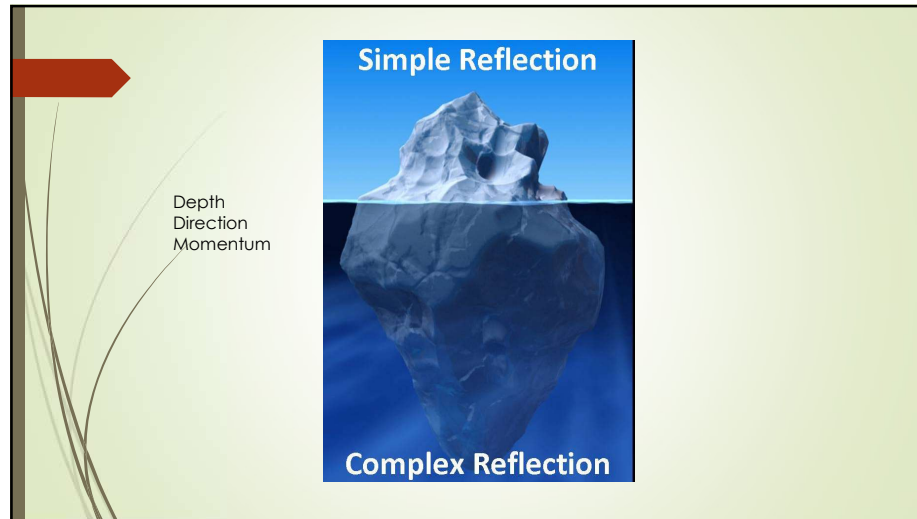 Simple Reflection
Depth
Direction
Momentum
Complex Reflection